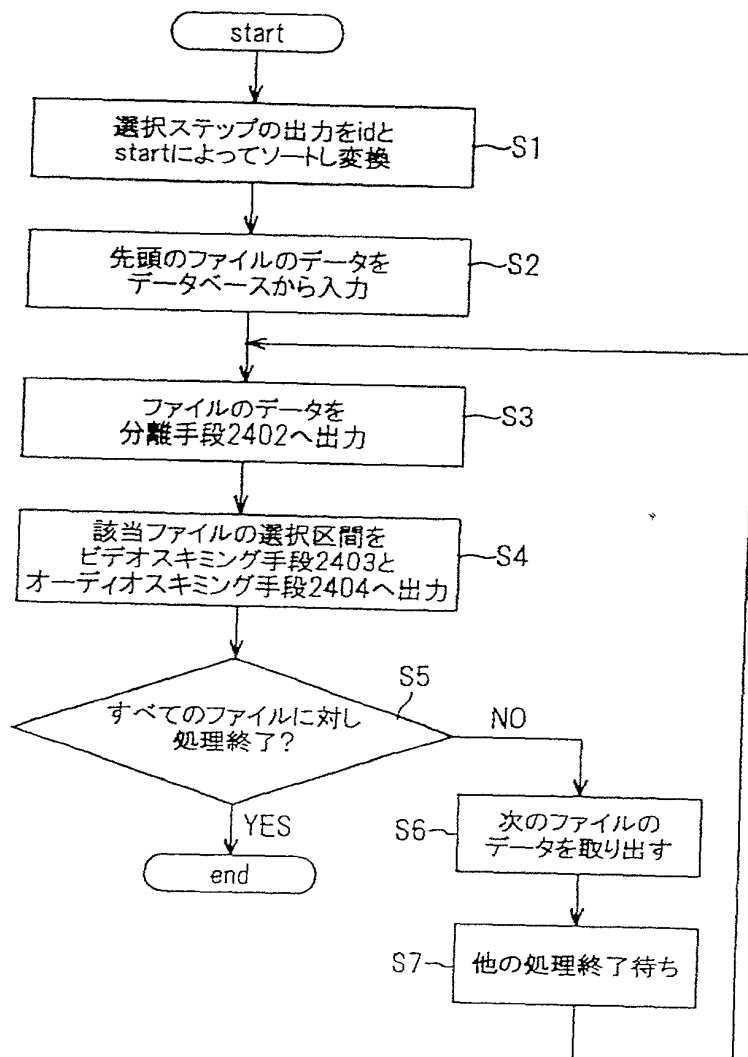 start
選択ステップの出力をidと
startによってソートし変換
S1
先頭のファイルのデータを
データベースから入力
S2
ファイルのデータを
分離手段2402へ出力
S3
該当ファイルの選択区間を
ビデオスキミング手段2403と
オーディオスキミング手段2404へ出力
S4
すべてのファイルに対し
処理終了?
S5
NO
YES
end
次のファイルの
データを取り出す
S6
他の処理終了待ち
S7